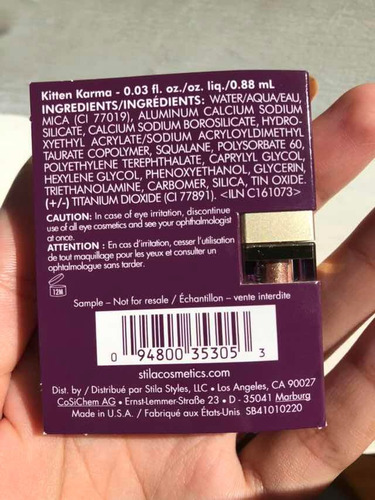 Kitten Karma - 0.03 fl. oz./oz. liq./0.88 mL
INGREDIENTS/INGRÉDIENTS: WATER/AQUA/EAU,
MICA (CI 77019), ALUMINUM CALCIUM SODIUM
SILICATE, CALCIUM SODIUM BOROSILICATE, HYDRO-
XYETHYL ACRYLATE/SODIUM ACRYLOYLDIMETHYL
TAURATE COPOLYMER, SQUALANE, POLYSORBATE 60,
POLYETHYLENE TEREPHTHALATE, CAPRYLYL GLYCOL,
HEXYLENE GLYCOL, PHENOXYETHANOL, GLYCERIN,
TRIETHANOLAMINE, CARBOMER, SILICA, TIN OXIDE.
(+/-) TITANIUM DIOXIDE (CI 77891). <ILN C161073>
CAUTION: In case of eye irritation, discontinue
use of all eye cosmetics and see your ophthalmologist
at once.
ATTENTION : En cas d'irritation, cesser l'utilisation
de tout maquillage pour les yeux et consulter un
ophtalmologue sans tarder.
12M
Sample – Not for resale / Échantillon – vente interdite
0 94800 35305 3
stilacosmetics.com
Dist. by / Distribué par Stila Styles, LLC • Los Angeles, CA 90027
CoSiChem AG • Ernst-Lemmer-Straße 23 • D - 35041 Marburg
Made in U.S.A. / Fabriqué aux États-Unis SB41010220